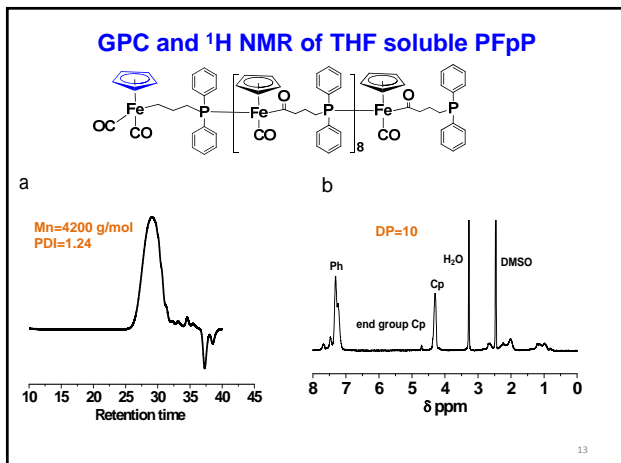 GPC and ¹H NMR of THF soluble PFpP
Fe
OC
CO
P
Fe
CO
O
P
8
Fe
CO
O
P
a
Mn=4200 g/mol
PDI=1.24
10 15 20 25 30 35 40 45
Retention time
b
DP=10
Ph
end group Cp
Cp
H₂O
DMSO
8 7 6 5 4 3 2 1 0
δ ppm
13